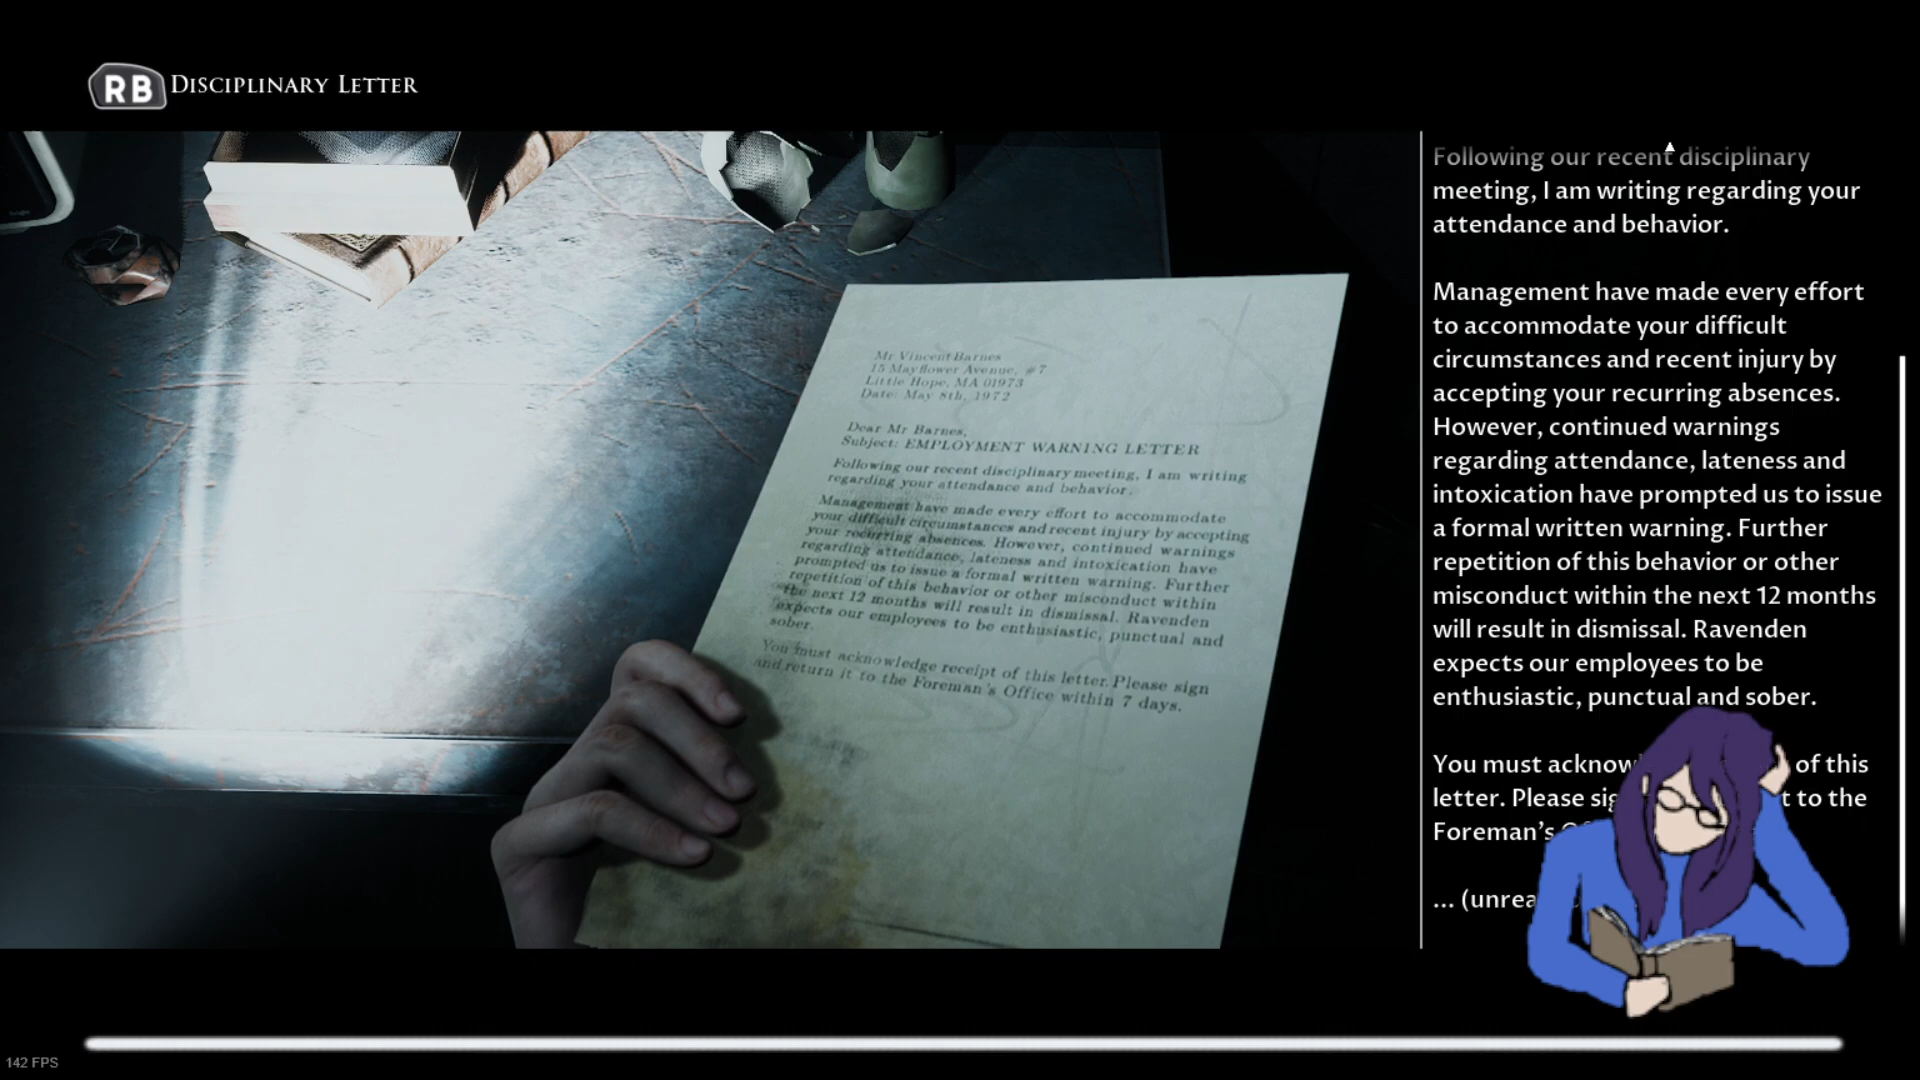 RB DISCIPLINARY LETTER
Mr Vincent Barnes
15 Mayflower Avenue, #7
Little Hope, MA 01973
Date: May 8th, 1972
Dear Mr Barnes,
Subject: EMPLOYMENT WARNING LETTER
Following our recent disciplinary meeting, I am writing
regarding your attendance and behavior.
Management have made every effort to accommodate
your difficult circumstances and recent injury by accepting
your recurring absences. However, continued warnings
regarding attendance, lateness and intoxication have
prompted us to issue a formal written warning. Further
repetition of this behavior or other misconduct within
the next 12 months will result in dismissal. Ravenden
expects our employees to be enthusiastic, punctual and
sober.
You must acknowledge receipt of this letter. Please sign
and return it to the Foreman's Office within 7 days.
Following our recent disciplinary
meeting, I am writing regarding your
attendance and behavior.
Management have made every effort
to accommodate your difficult
circumstances and recent injury by
accepting your recurring absences.
However, continued warnings
regarding attendance, lateness and
intoxication have prompted us to issue
a formal written warning. Further
repetition of this behavior or other
misconduct within the next 12 months
will result in dismissal. Ravenden
expects our employees to be
enthusiastic, punctual and sober.
You must of this
letter. Please to the
Foreman's
...
142 FPS